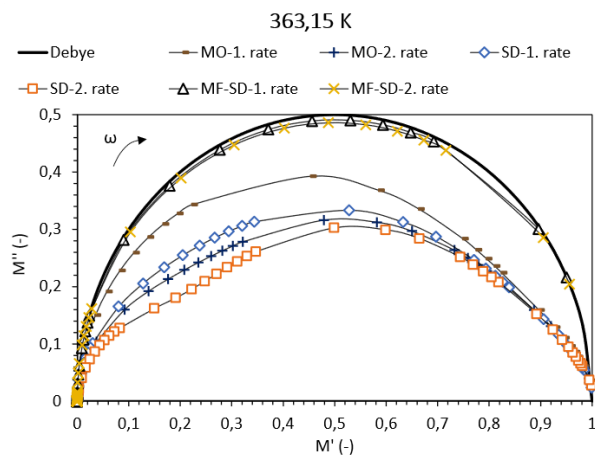 363,15 K
Debye MO-1. rate MO-2. rate SD-1. rate
SD-2. rate MF-SD-1. rate MF-SD-2. rate
0,5
ω
0,4
0,3
M'' (-)
0,2
0,1
0
0 0,1 0,2 0,3 0,4 0,5 0,6 0,7 0,8 0,9 1
M' (-)